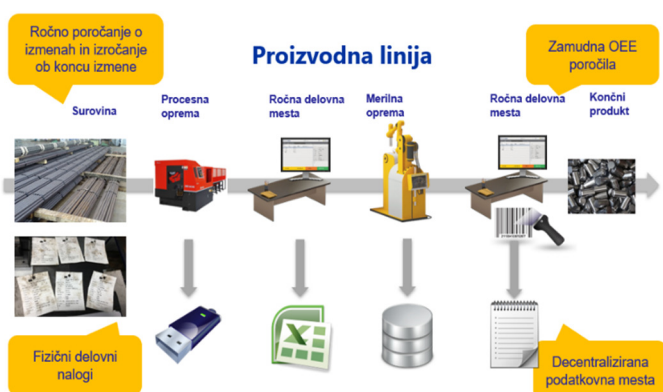 Ročno poročanje o
izmenah in izročanje
ob koncu izmene
Proizvodna linija
Zamudna OEE
poročila
Surovina
Procesna
oprema
Ročna delovna
mesta
Merilna
oprema
Ročna delovna
mesta
Končni
produkt
Fizični delovni
nalogi
Decentralizirana
podatkovna mesta